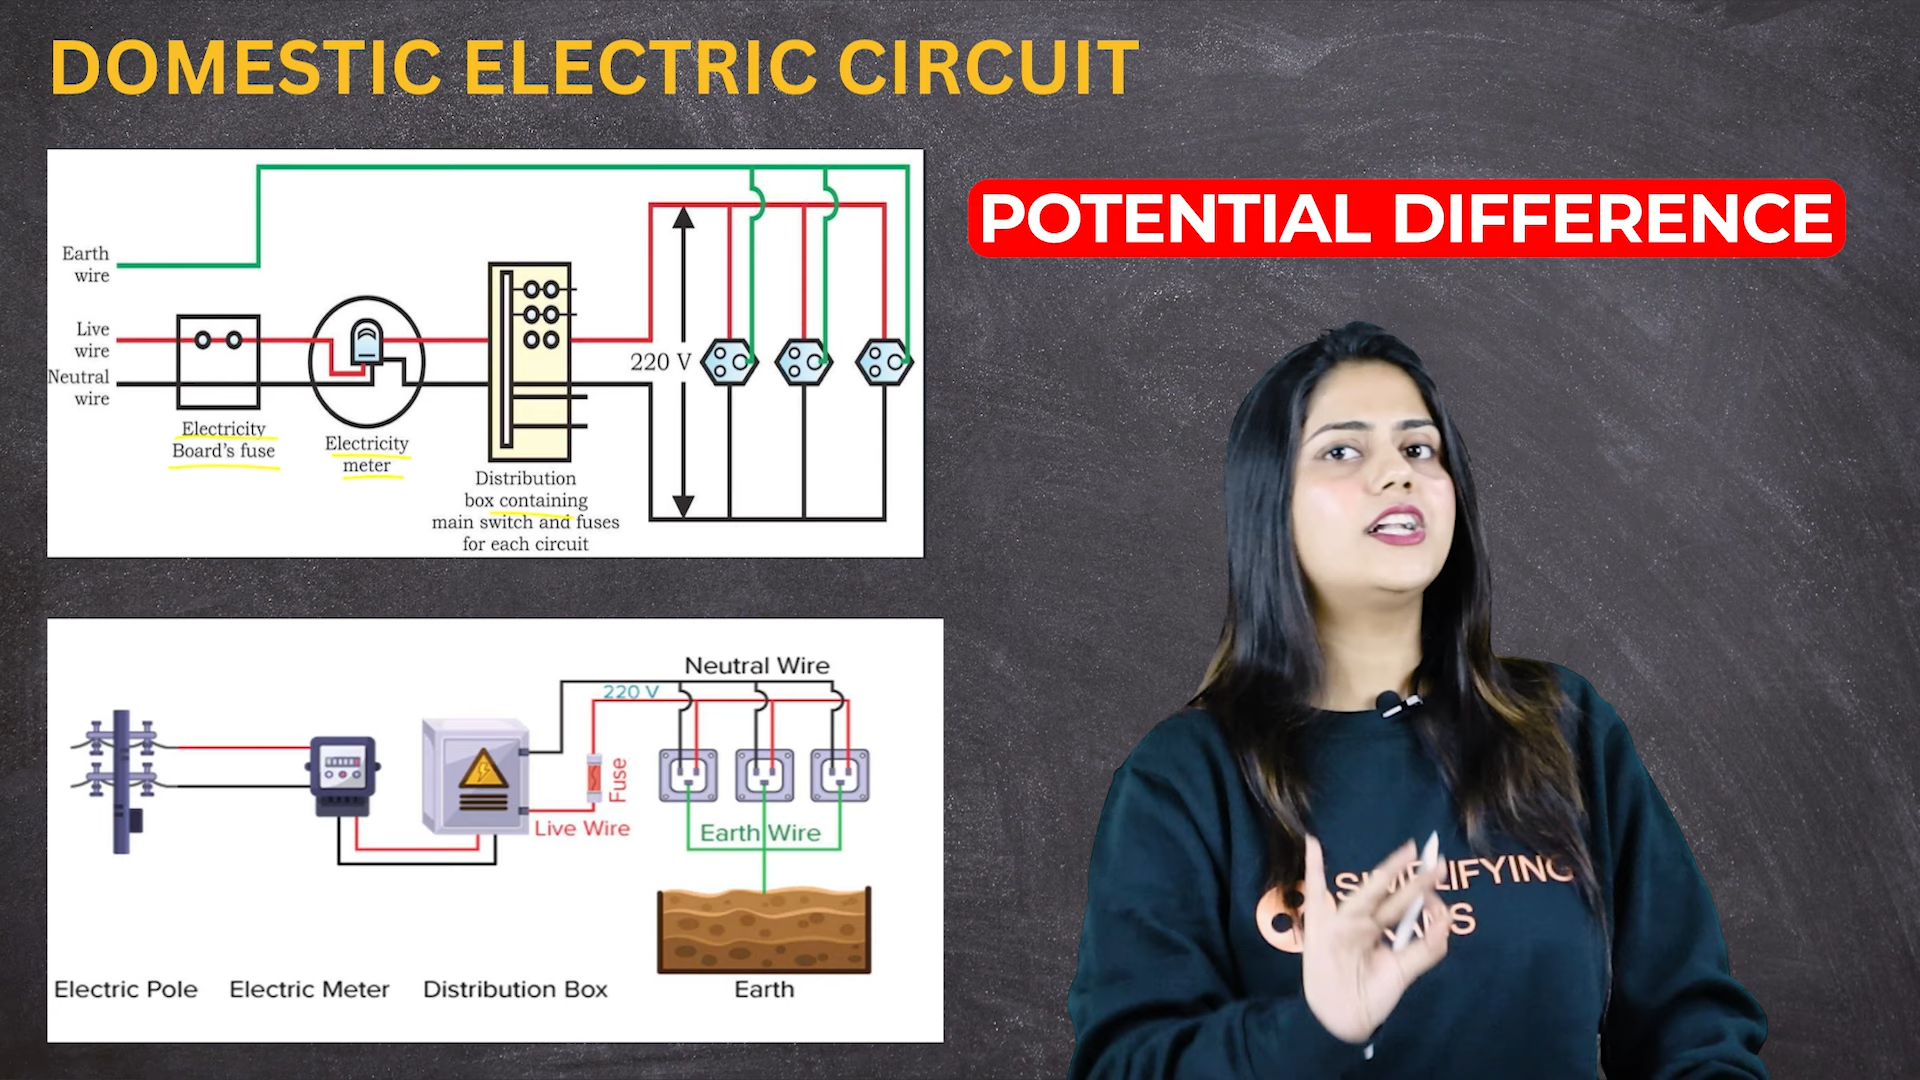 DOMESTIC ELECTRIC CIRCUIT
POTENTIAL DIFFERENCE
Earth
wire
Live
wire
Neutral
wire
220 V
Electricity
Board's fuse
Electricity
meter
Distribution
box containing
main switch and fuses
for each circuit
Neutral Wire
220 V
Fuse
Live Wire
Earth Wire
Electric Pole
Electric Meter
Distribution Box
Earth